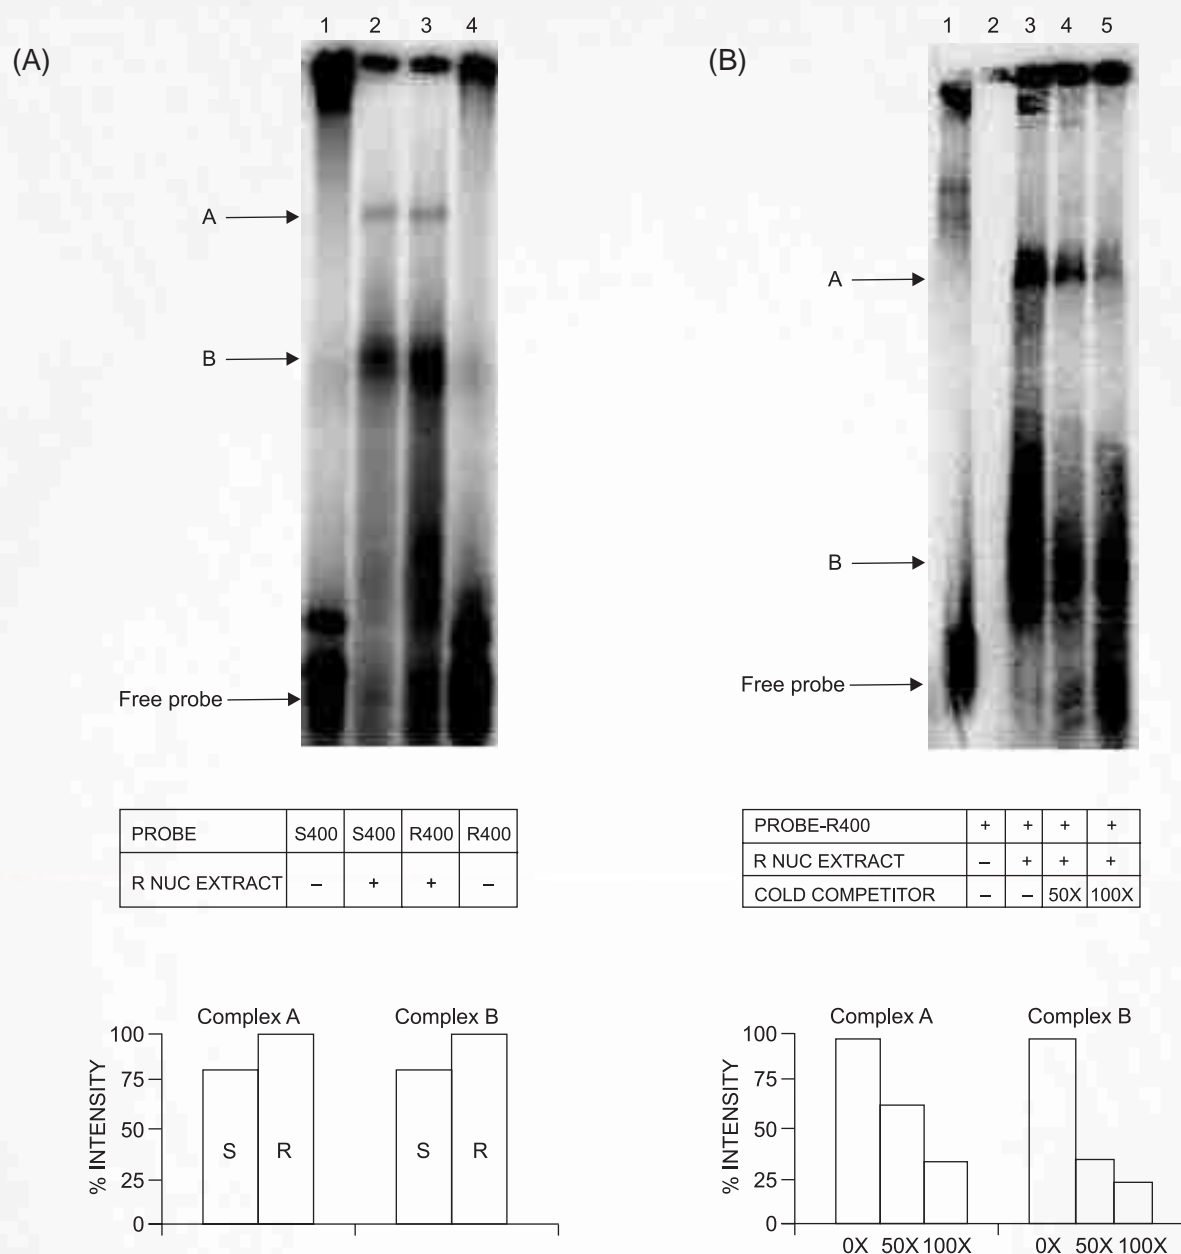 (A)
1 2 3 4
A
B
Free probe
PROBE S400 S400 R400 R400
R NUC EXTRACT – + + –
Complex A Complex B
% INTENSITY
100
75
50
25
0
S R S R
(B)
1 2 3 4 5
A
B
Free probe
PROBE-R400 + + + +
R NUC EXTRACT – + + +
COLD COMPETITOR – – 50X 100X
Complex A Complex B
% INTENSITY
100
75
50
25
0
0X 50X 100X 0X 50X 100X